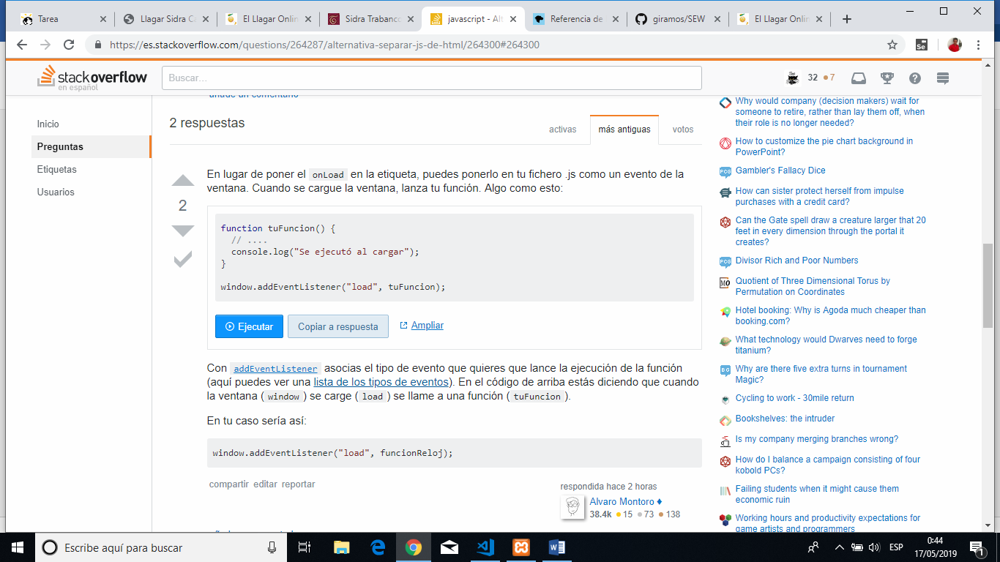 Tarea
Llagar Sidra Ca
El Llagar Onlin
Sidra Trabanco
javascript - Alt
Referencia de
giramos/SEW
El Llagar Onlin
https://es.stackoverflow.com/questions/264287/alternativa-separar-js-de-html/264300#264300
Se
stackoverflow
en español
Buscar...
32 7
añade un comentario
Inicio
Preguntas
Etiquetas
Usuarios
2 respuestas
activas
más antiguas
votos
2
En lugar de poner el onLoad en la etiqueta, puedes ponerlo en tu fichero .js como un evento de la
ventana. Cuando se cargue la ventana, lanza tu función. Algo como esto:
function tuFuncion() {
// ....
console.log("Se ejecutó al cargar");
}
window.addEventListener("load", tuFuncion);
Ejecutar
Copiar a respuesta
Ampliar
Con addEventListener asocias el tipo de evento que quieres que lance la ejecución de la función
(aquí puedes ver una lista de los tipos de eventos). En el código de arriba estás diciendo que cuando
la ventana ( window ) se carge ( load ) se llame a una función ( tuFuncion ).
En tu caso sería así:
window.addEventListener("load", funcionReloj);
compartir editar reportar
respondida hace 2 horas
Alvaro Montoro ♦
38.4k 15 73 138
Why would company (decision makers) wait for
someone to retire, rather than lay them off, when
their role is no longer needed?
How to customize the pie chart background in
PowerPoint?
PCG
Gambler's Fallacy Dice
How can sister protect herself from impulse
purchases with a credit card?
Can the Gate spell draw a creature larger that 20
feet in every dimension through the portal it
creates?
PCG
Divisor Rich and Poor Numbers
MO
Quotient of Three Dimensional Torus by
Permutation on Coordinates
Hotel booking: Why is Agoda much cheaper than
booking.com?
What technology would Dwarves need to forge
titanium?
B G
Why are there five extra turns in tournament
Magic?
Cycling to work - 30mile return
Bookshelves: the intruder
Is my company merging branches wrong?
How do I balance a campaign consisting of four
kobold PCs?
Failing students when it might cause them
economic ruin
Working hours and productivity expectations for
game artists and programmers
Escribe aquí para buscar
ESP
0:44
17/05/2019
1